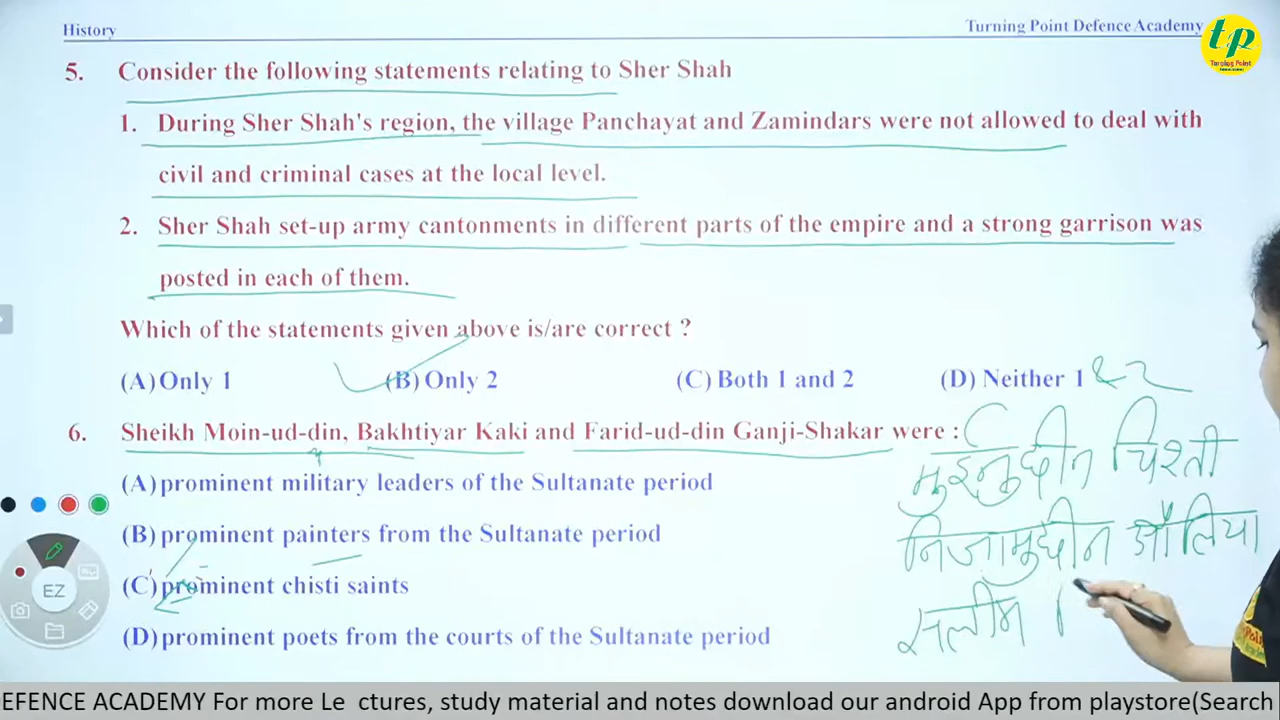 History
Turning Point Defence Academy
tp
Turning Point
5. Consider the following statements relating to Sher Shah
1. During Sher Shah's region, the village Panchayat and Zamindars were not allowed to deal with
civil and criminal cases at the local level.
2. Sher Shah set-up army cantonments in different parts of the empire and a strong garrison was
posted in each of them.
Which of the statements given above is/are correct ?
(A) Only 1 (B) Only 2 (C) Both 1 and 2 (D) Neither 1 & 2
6. Sheikh Moin-ud-din, Bakhtiyar Kaki and Farid-ud-din Ganji-Shakar were :
(A) prominent military leaders of the Sultanate period
(B) prominent painters from the Sultanate period
(C) prominent chisti saints
(D) prominent poets from the courts of the Sultanate period
मुईनुद्दीन चिश्ती
निजामुद्दीन औलिया
सलीम
EZ
EFENCE ACADEMY For more Le ctures, study material and notes download our android App from playstore(Search